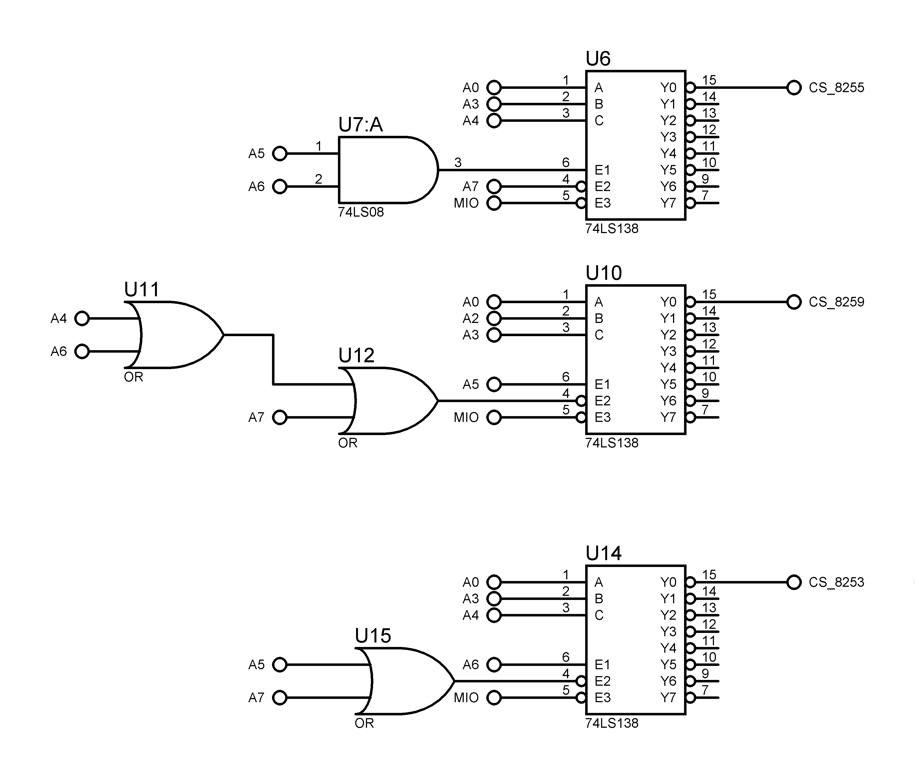 U6
A0 1 A Y0 15 CS_8255
A3 2 B Y1 14
A4 3 C Y2 13
Y3 12
U7:A
A5 1
Y4 11
3 6 E1 Y5 10
A6 2
A7 4 E2 Y6 9
MIO 5 E3 Y7 7
74LS08
74LS138
U10
A0 1 A Y0 15 CS_8259
A2 2 B Y1 14
A3 3 C Y2 13
Y3 12
Y4 11
U11
A4
A6
OR
U12
A5 6 E1 Y5 10
4 E2 Y6 9
A7
MIO 5 E3 Y7 7
OR
74LS138
U14
A0 1 A Y0 15 CS_8253
A3 2 B Y1 14
A4 3 C Y2 13
Y3 12
Y4 11
U15
A5
A6 6 E1 Y5 10
4 E2 Y6 9
A7
MIO 5 E3 Y7 7
OR
74LS138